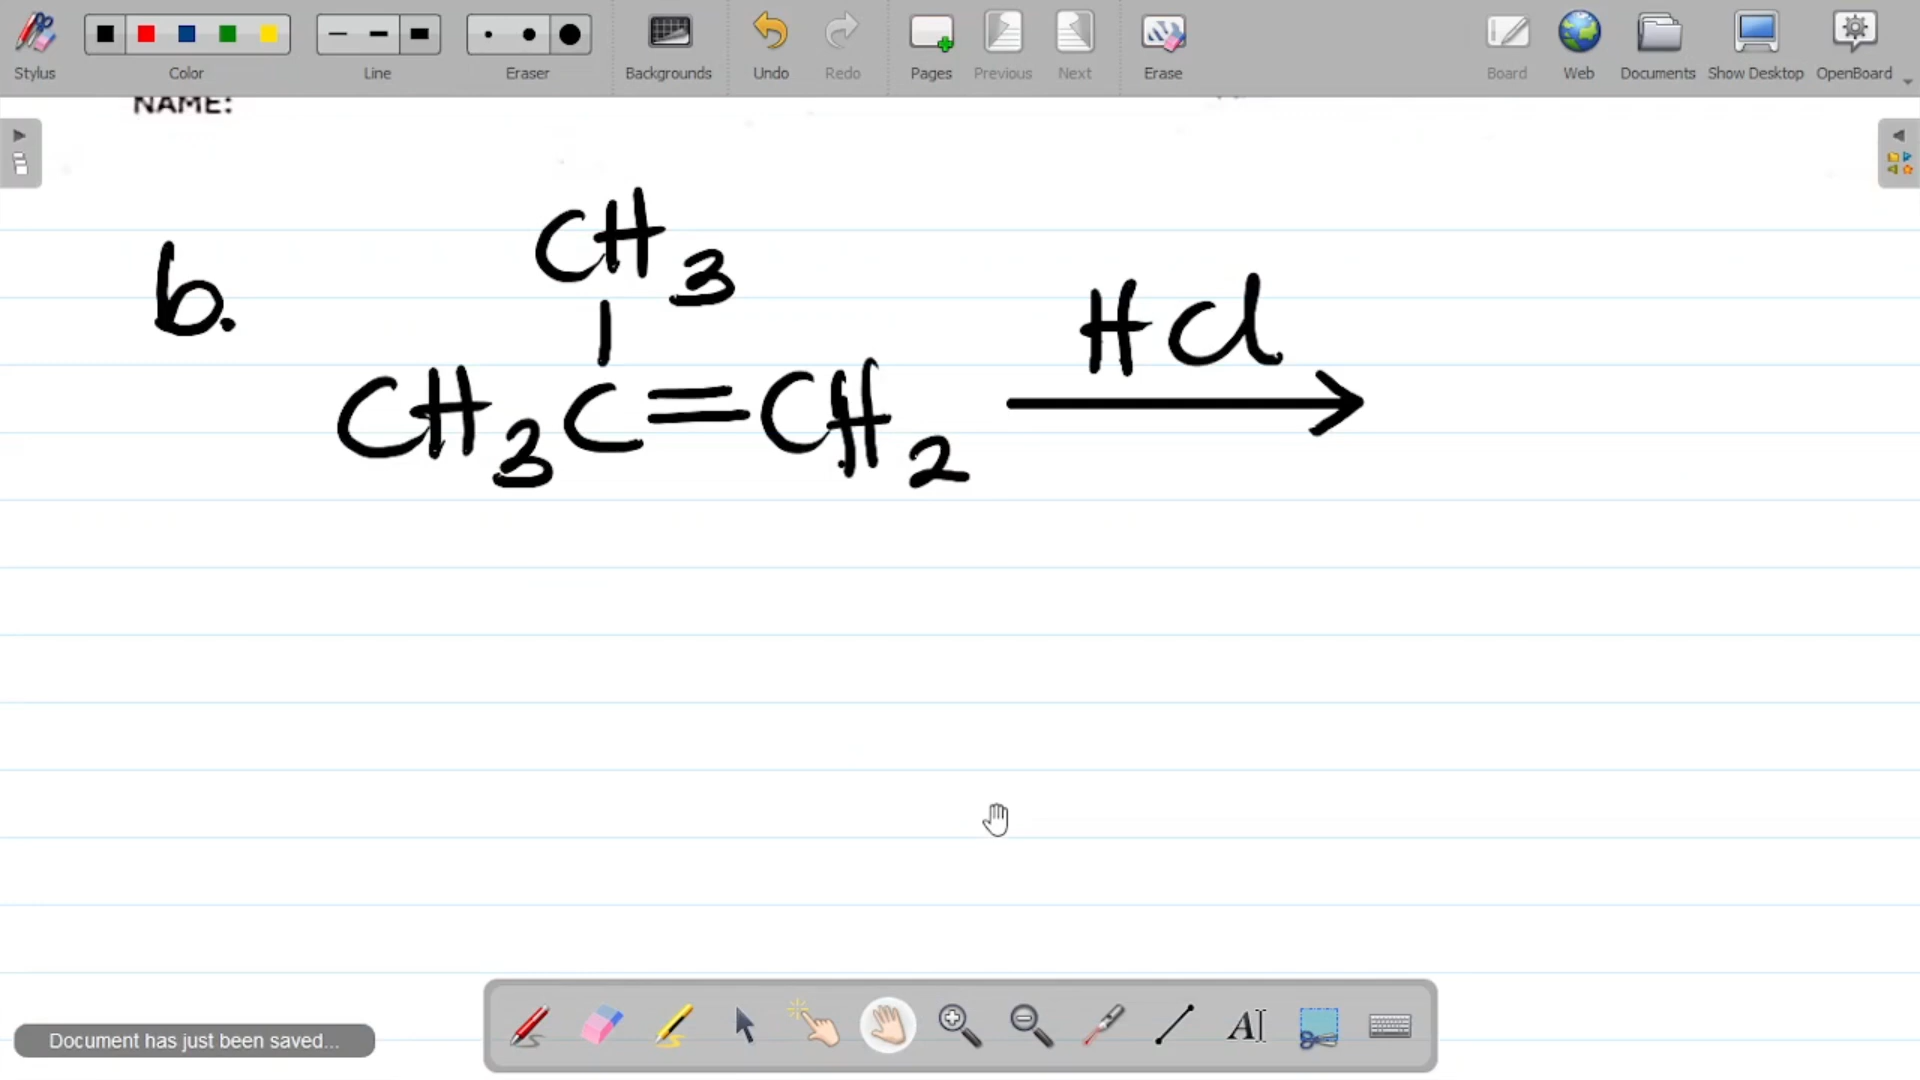 Stylus Color Line Eraser Backgrounds Undo Redo Pages Previous Next Erase Board Web Documents Show Desktop OpenBoard
NAME:
b.
CH3
HCl
CH3C=CH2
Document has just been saved...